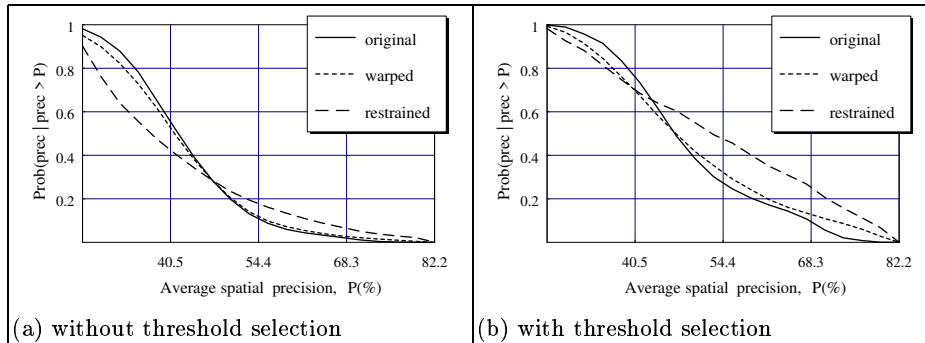 1
0.8
0.6
0.4
0.2
Prob(prec | prec > P)
original
warped
restrained
40.5 54.4 68.3 82.2
Average spatial precision, P(%)
(a) without threshold selection
1
0.8
0.6
0.4
0.2
Prob(prec | prec > P)
original
warped
restrained
40.5 54.4 68.3 82.2
Average spatial precision, P(%)
(b) with threshold selection